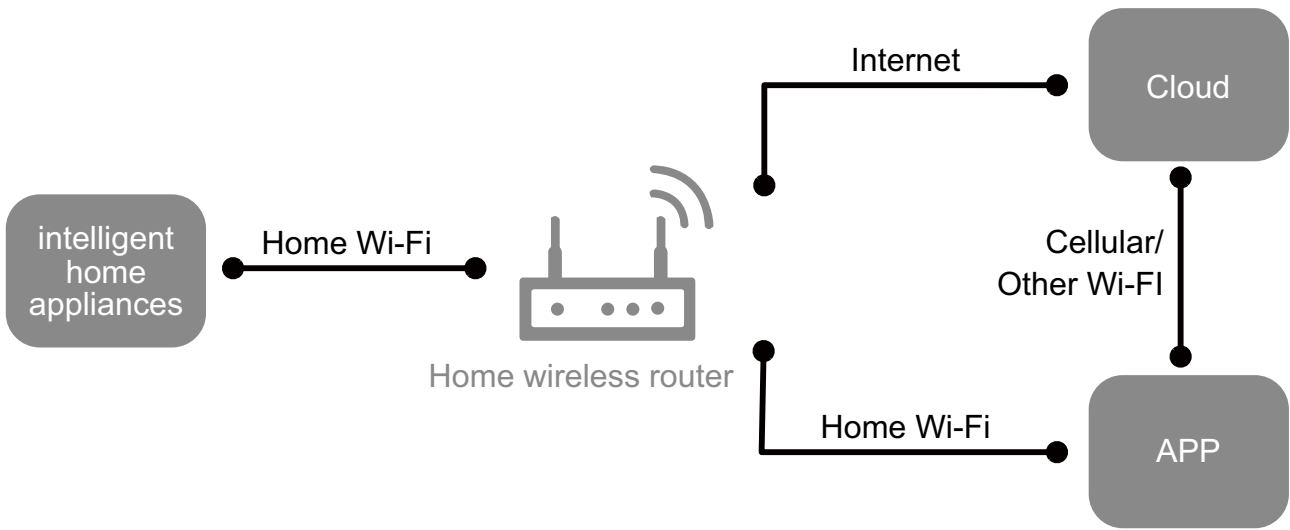 Internet
Cloud
intelligent
home
appliances
Home Wi-Fi
Cellular/
Other Wi-FI
Home wireless router
Home Wi-Fi
APP